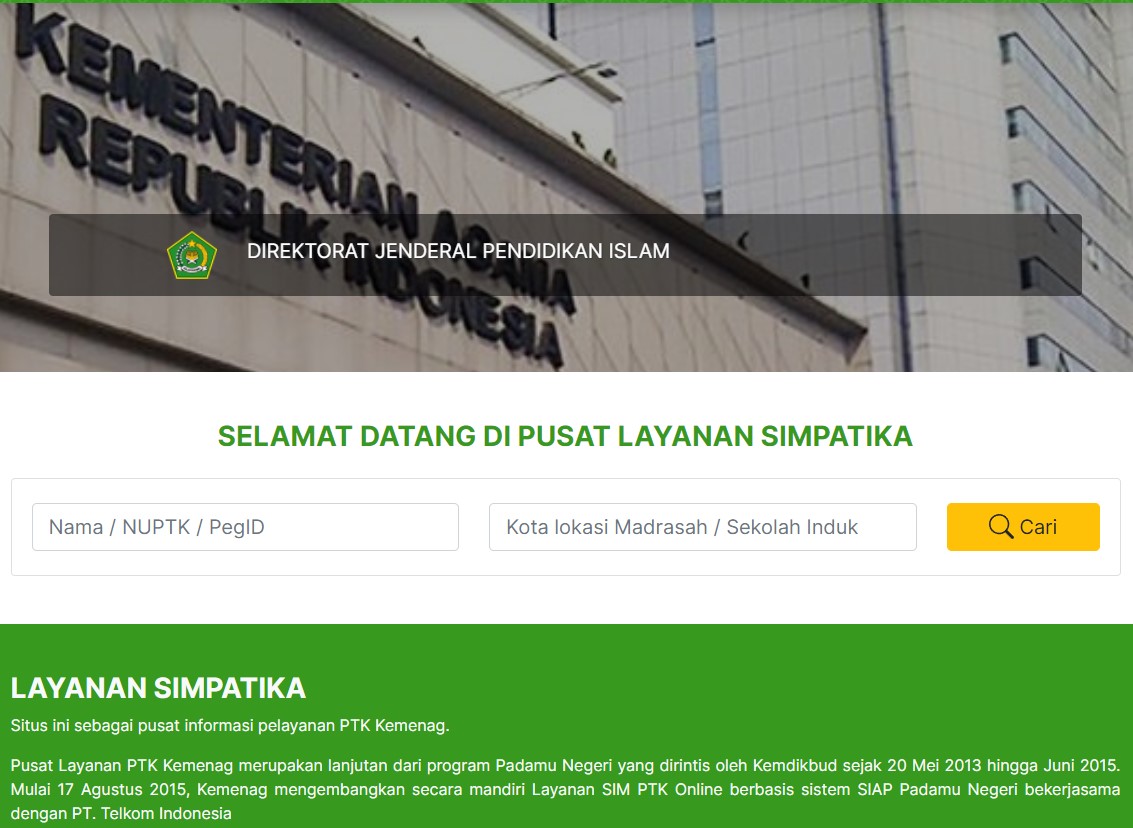 KEMENTERIAN AGAMA
REPUBLIK INDONESIA
DIREKTORAT JENDERAL PENDIDIKAN ISLAM
SELAMAT DATANG DI PUSAT LAYANAN SIMPATIKA
Nama / NUPTK / PegID
Kota lokasi Madrasah / Sekolah Induk
Cari
LAYANAN SIMPATIKA
Situs ini sebagai pusat informasi pelayanan PTK Kemenag.
Pusat Layanan PTK Kemenag merupakan lanjutan dari program Padamu Negeri yang dirintis oleh Kemdikbud sejak 20 Mei 2013 hingga Juni 2015.
Mulai 17 Agustus 2015, Kemenag mengembangkan secara mandiri Layanan SIM PTK Online berbasis sistem SIAP Padamu Negeri bekerjasama
dengan PT. Telkom Indonesia